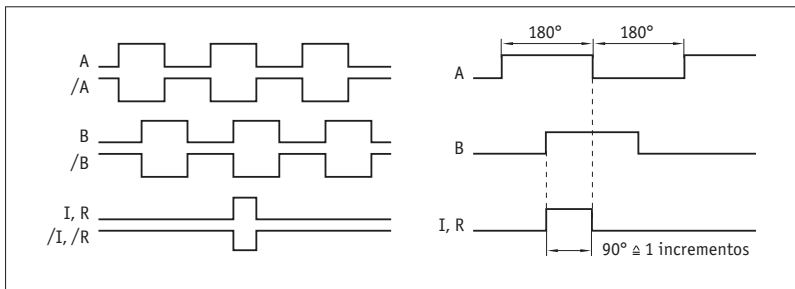 A
/A
B
/B
I, R
/I, /R
180° 180°
A
B
I, R
90° ≙ 1 incrementos